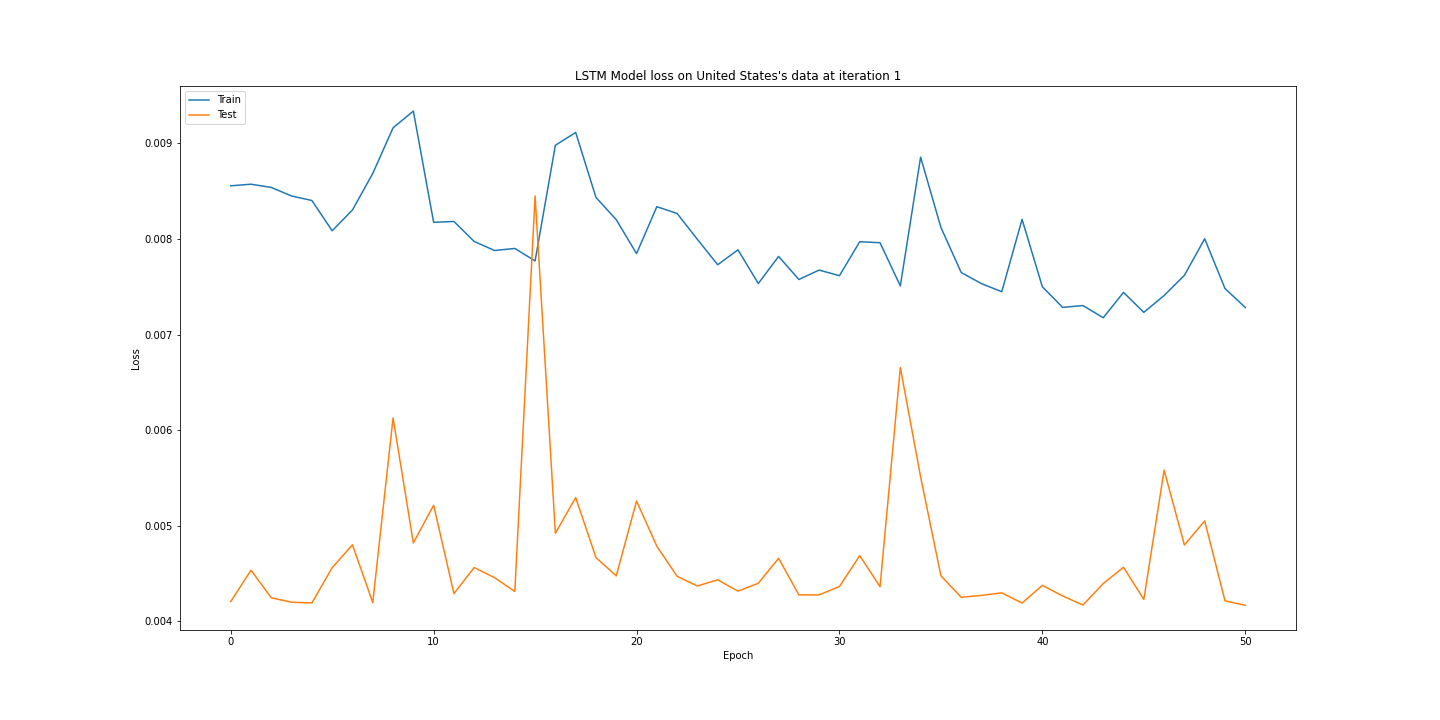 LSTM Model loss on United States's data at iteration 1
Train
Test
0.009
0.008
0.007
0.006
0.005
0.004
Loss
0 10 20 30 40 50
Epoch